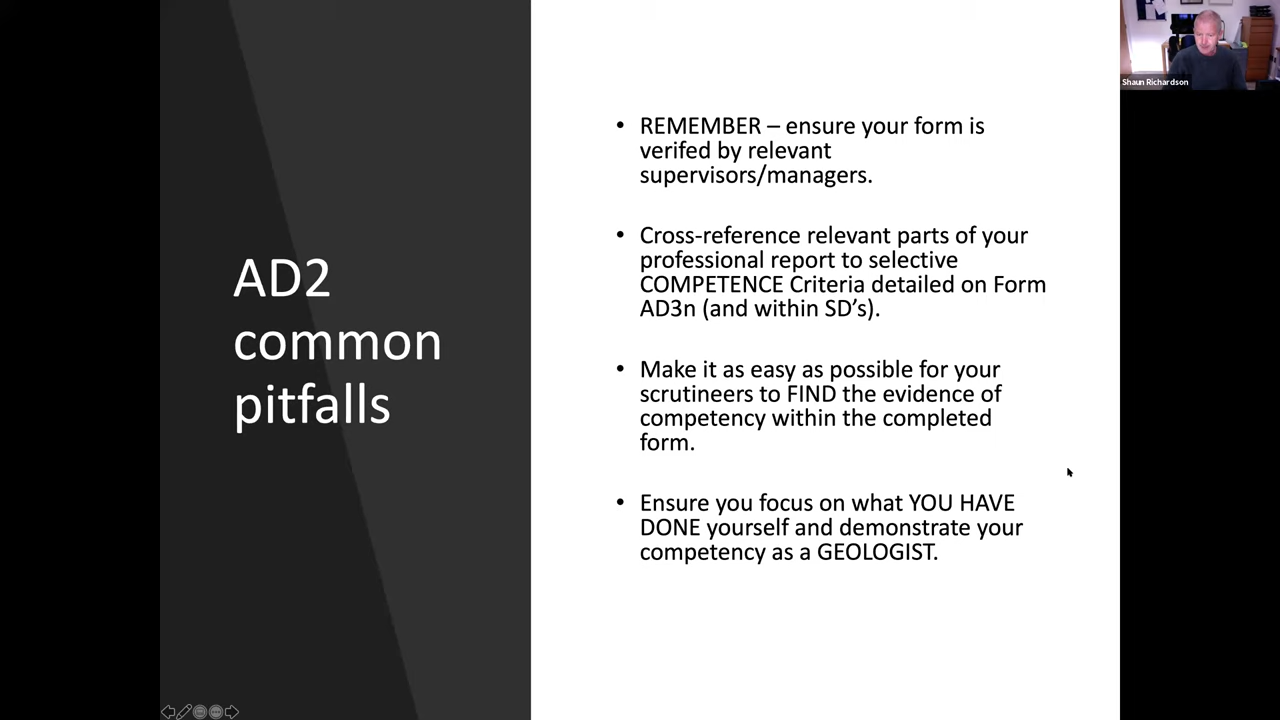 AD2
common
pitfalls
• REMEMBER – ensure your form is
verifed by relevant
supervisors/managers.
• Cross-reference relevant parts of your
professional report to selective
COMPETENCE Criteria detailed on Form
AD3n (and within SD’s).
• Make it as easy as possible for your
scrutineers to FIND the evidence of
competency within the completed
form.
• Ensure you focus on what YOU HAVE
DONE yourself and demonstrate your
competency as a GEOLOGIST.
Shaun Richardson